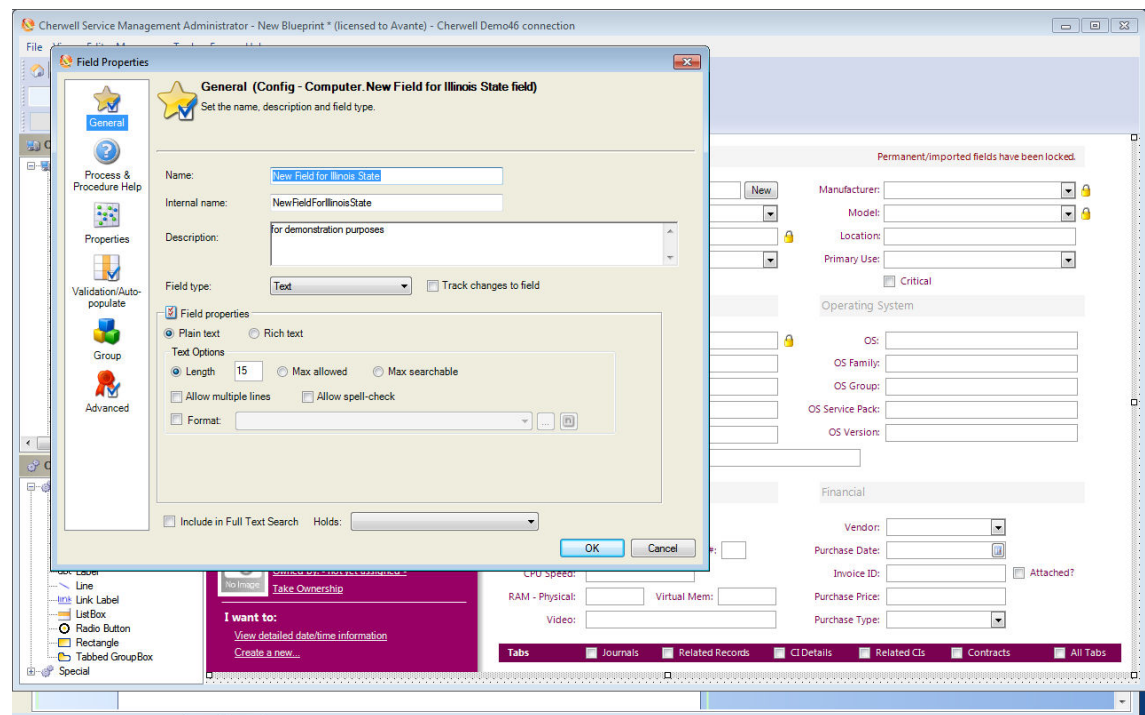 Cherwell Service Management Administrator - New Blueprint * (licensed to Avante) - Cherwell Demo46 connection
File
Field Properties
General (Config - Computer.New Field for Illinois State field)
Set the name, description and field type.
General
Process &
Procedure Help
Properties
Validation/Auto-
populate
Group
Advanced
Name: New Field for Illinois State
Internal name: NewFieldForIllinoisState
Description: for demonstration purposes
Field type: Text Track changes to field
Field properties
Plain text Rich text
Text Options
Length 15 Max allowed Max searchable
Allow multiple lines Allow spell-check
Format: ...
Include in Full Text Search Holds:
OK Cancel
Permanent/imported fields have been locked.
New Manufacturer:
Model:
Location:
Primary Use:
Critical
Operating System
OS:
OS Family:
OS Group:
OS Service Pack:
OS Version:
Financial
Vendor:
#: Purchase Date:
CPU Speed: Invoice ID: Attached?
RAM - Physical: Virtual Mem: Purchase Price:
Video: Purchase Type:
Label
Line
Link Link Label
ListBox
Radio Button
Rectangle
Tabbed GroupBox
Special
No Image
Take Ownership
I want to:
View detailed date/time information
Create a new...
Tabs Journals Related Records CI Details Related CIs Contracts All Tabs